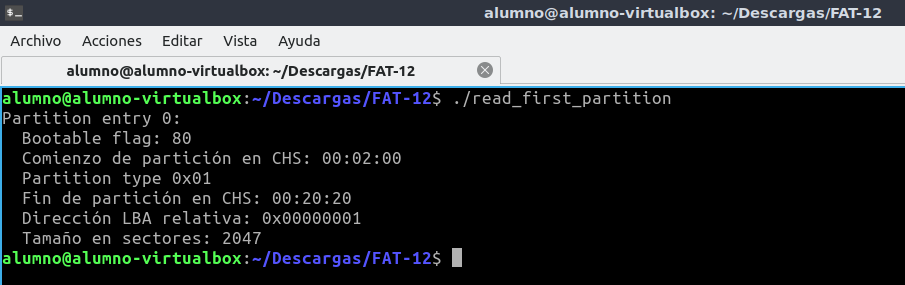 alumno@alumno-virtualbox: ~/Descargas/FAT-12
Archivo Acciones Editar Vista Ayuda
alumno@alumno-virtualbox: ~/Descargas/FAT-12
alumno@alumno-virtualbox:~/Descargas/FAT-12$ ./read_first_partition
Partition entry 0:
  Bootable flag: 80
  Comienzo de partición en CHS: 00:02:00
  Partition type 0x01
  Fin de partición en CHS: 00:20:20
  Dirección LBA relativa: 0x00000001
  Tamaño en sectores: 2047
alumno@alumno-virtualbox:~/Descargas/FAT-12$